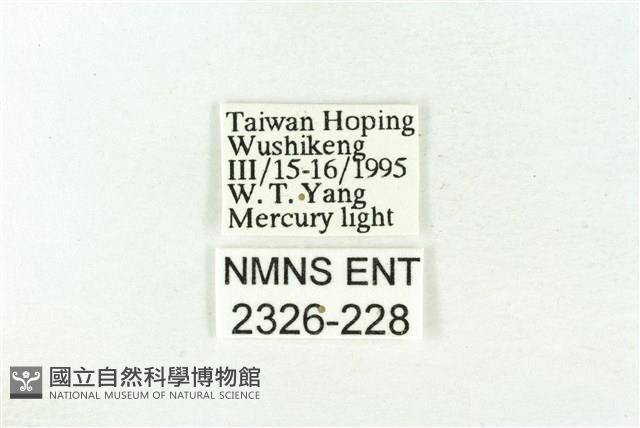 Taiwan Hoping
Wushikeng
III/15-16/1995
W. T. Yang
Mercury light
NMNS ENT
2326-228
國立自然科學博物館
NATIONAL MUSEUM OF NATURAL SCIENCE